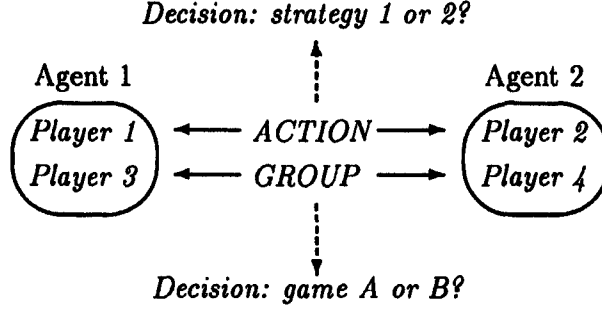 Decision: strategy 1 or 2?
Agent 1
Agent 2
Player 1 ACTION Player 2
Player 3 GROUP Player 4
Decision: game A or B?